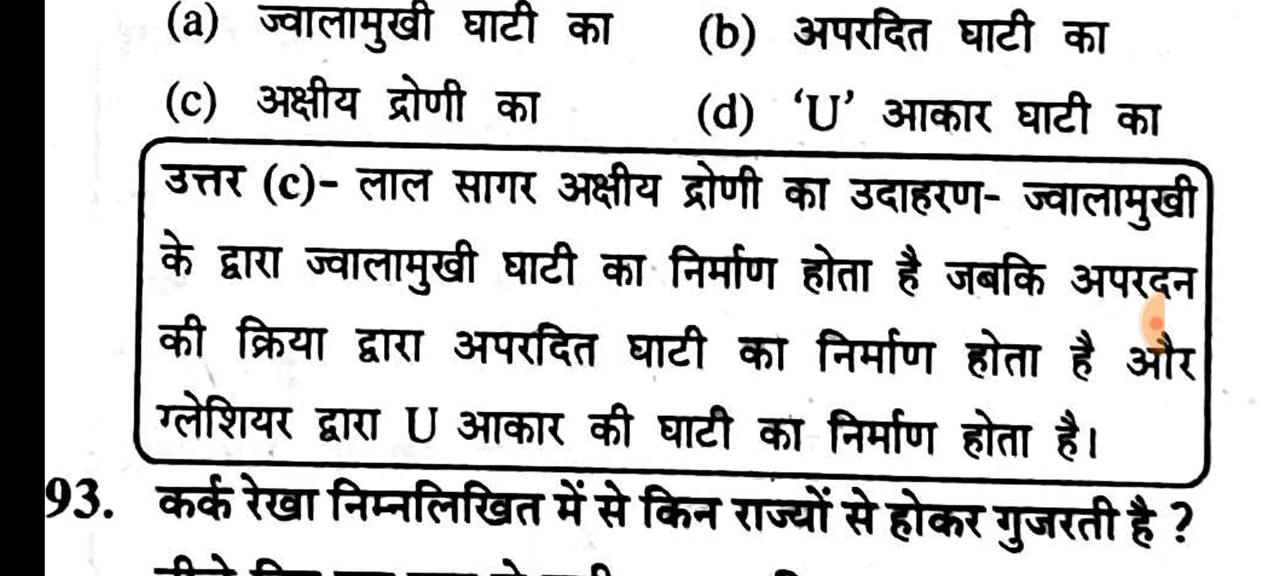 (a) ज्वालामुखी घाटी का (b) अपरदित घाटी का
(c) अक्षीय द्रोणी का (d) ‘U’ आकार घाटी का
उत्तर (c)- लाल सागर अक्षीय द्रोणी का उदाहरण- ज्वालामुखी
के द्वारा ज्वालामुखी घाटी का निर्माण होता है जबकि अपरदन
की क्रिया द्वारा अपरदित घाटी का निर्माण होता है और
ग्लेशियर द्वारा U आकार की घाटी का निर्माण होता है।
93. कर्क रेखा निम्नलिखित में से किन राज्यों से होकर गुजरती है ?